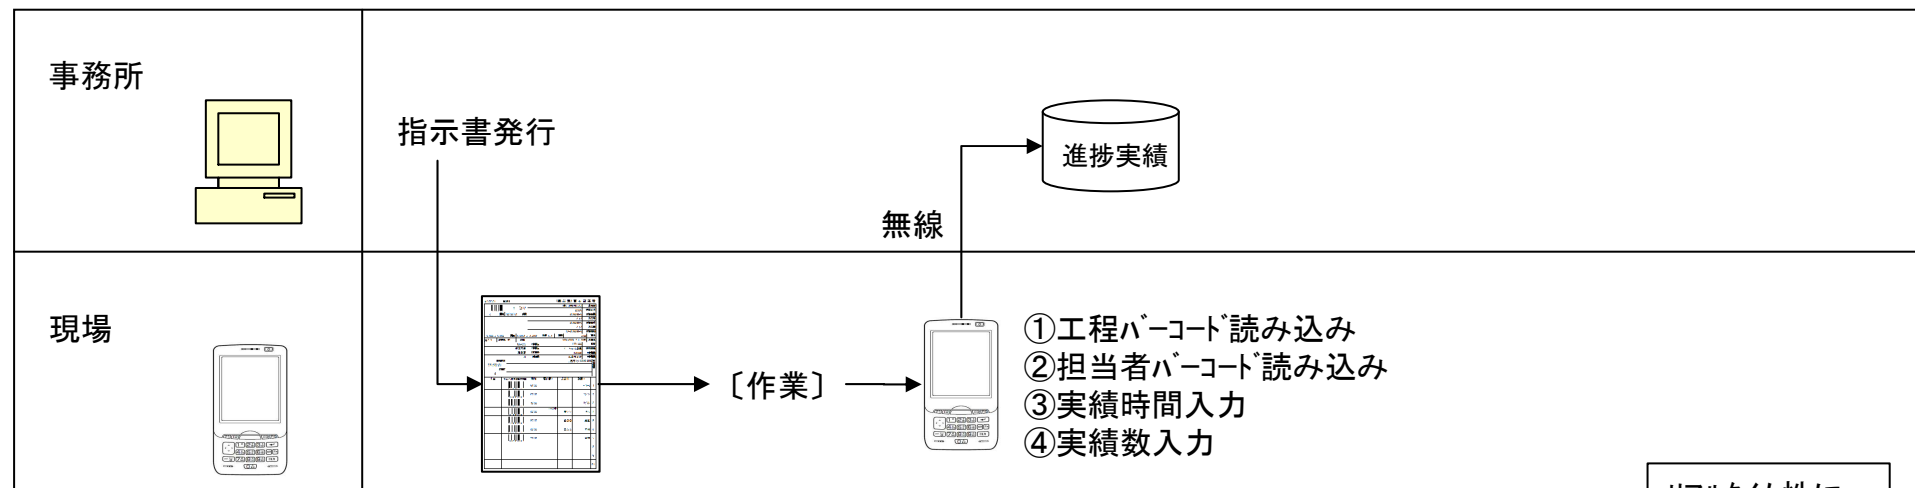 事務所
指示書発行
進捗実績
無線
現場
〔作業〕
①工程ﾊﾞｰｺｰﾄﾞ読み込み
②担当者ﾊﾞｰｺｰﾄﾞ読み込み
③実績時間入力
④実績数入力